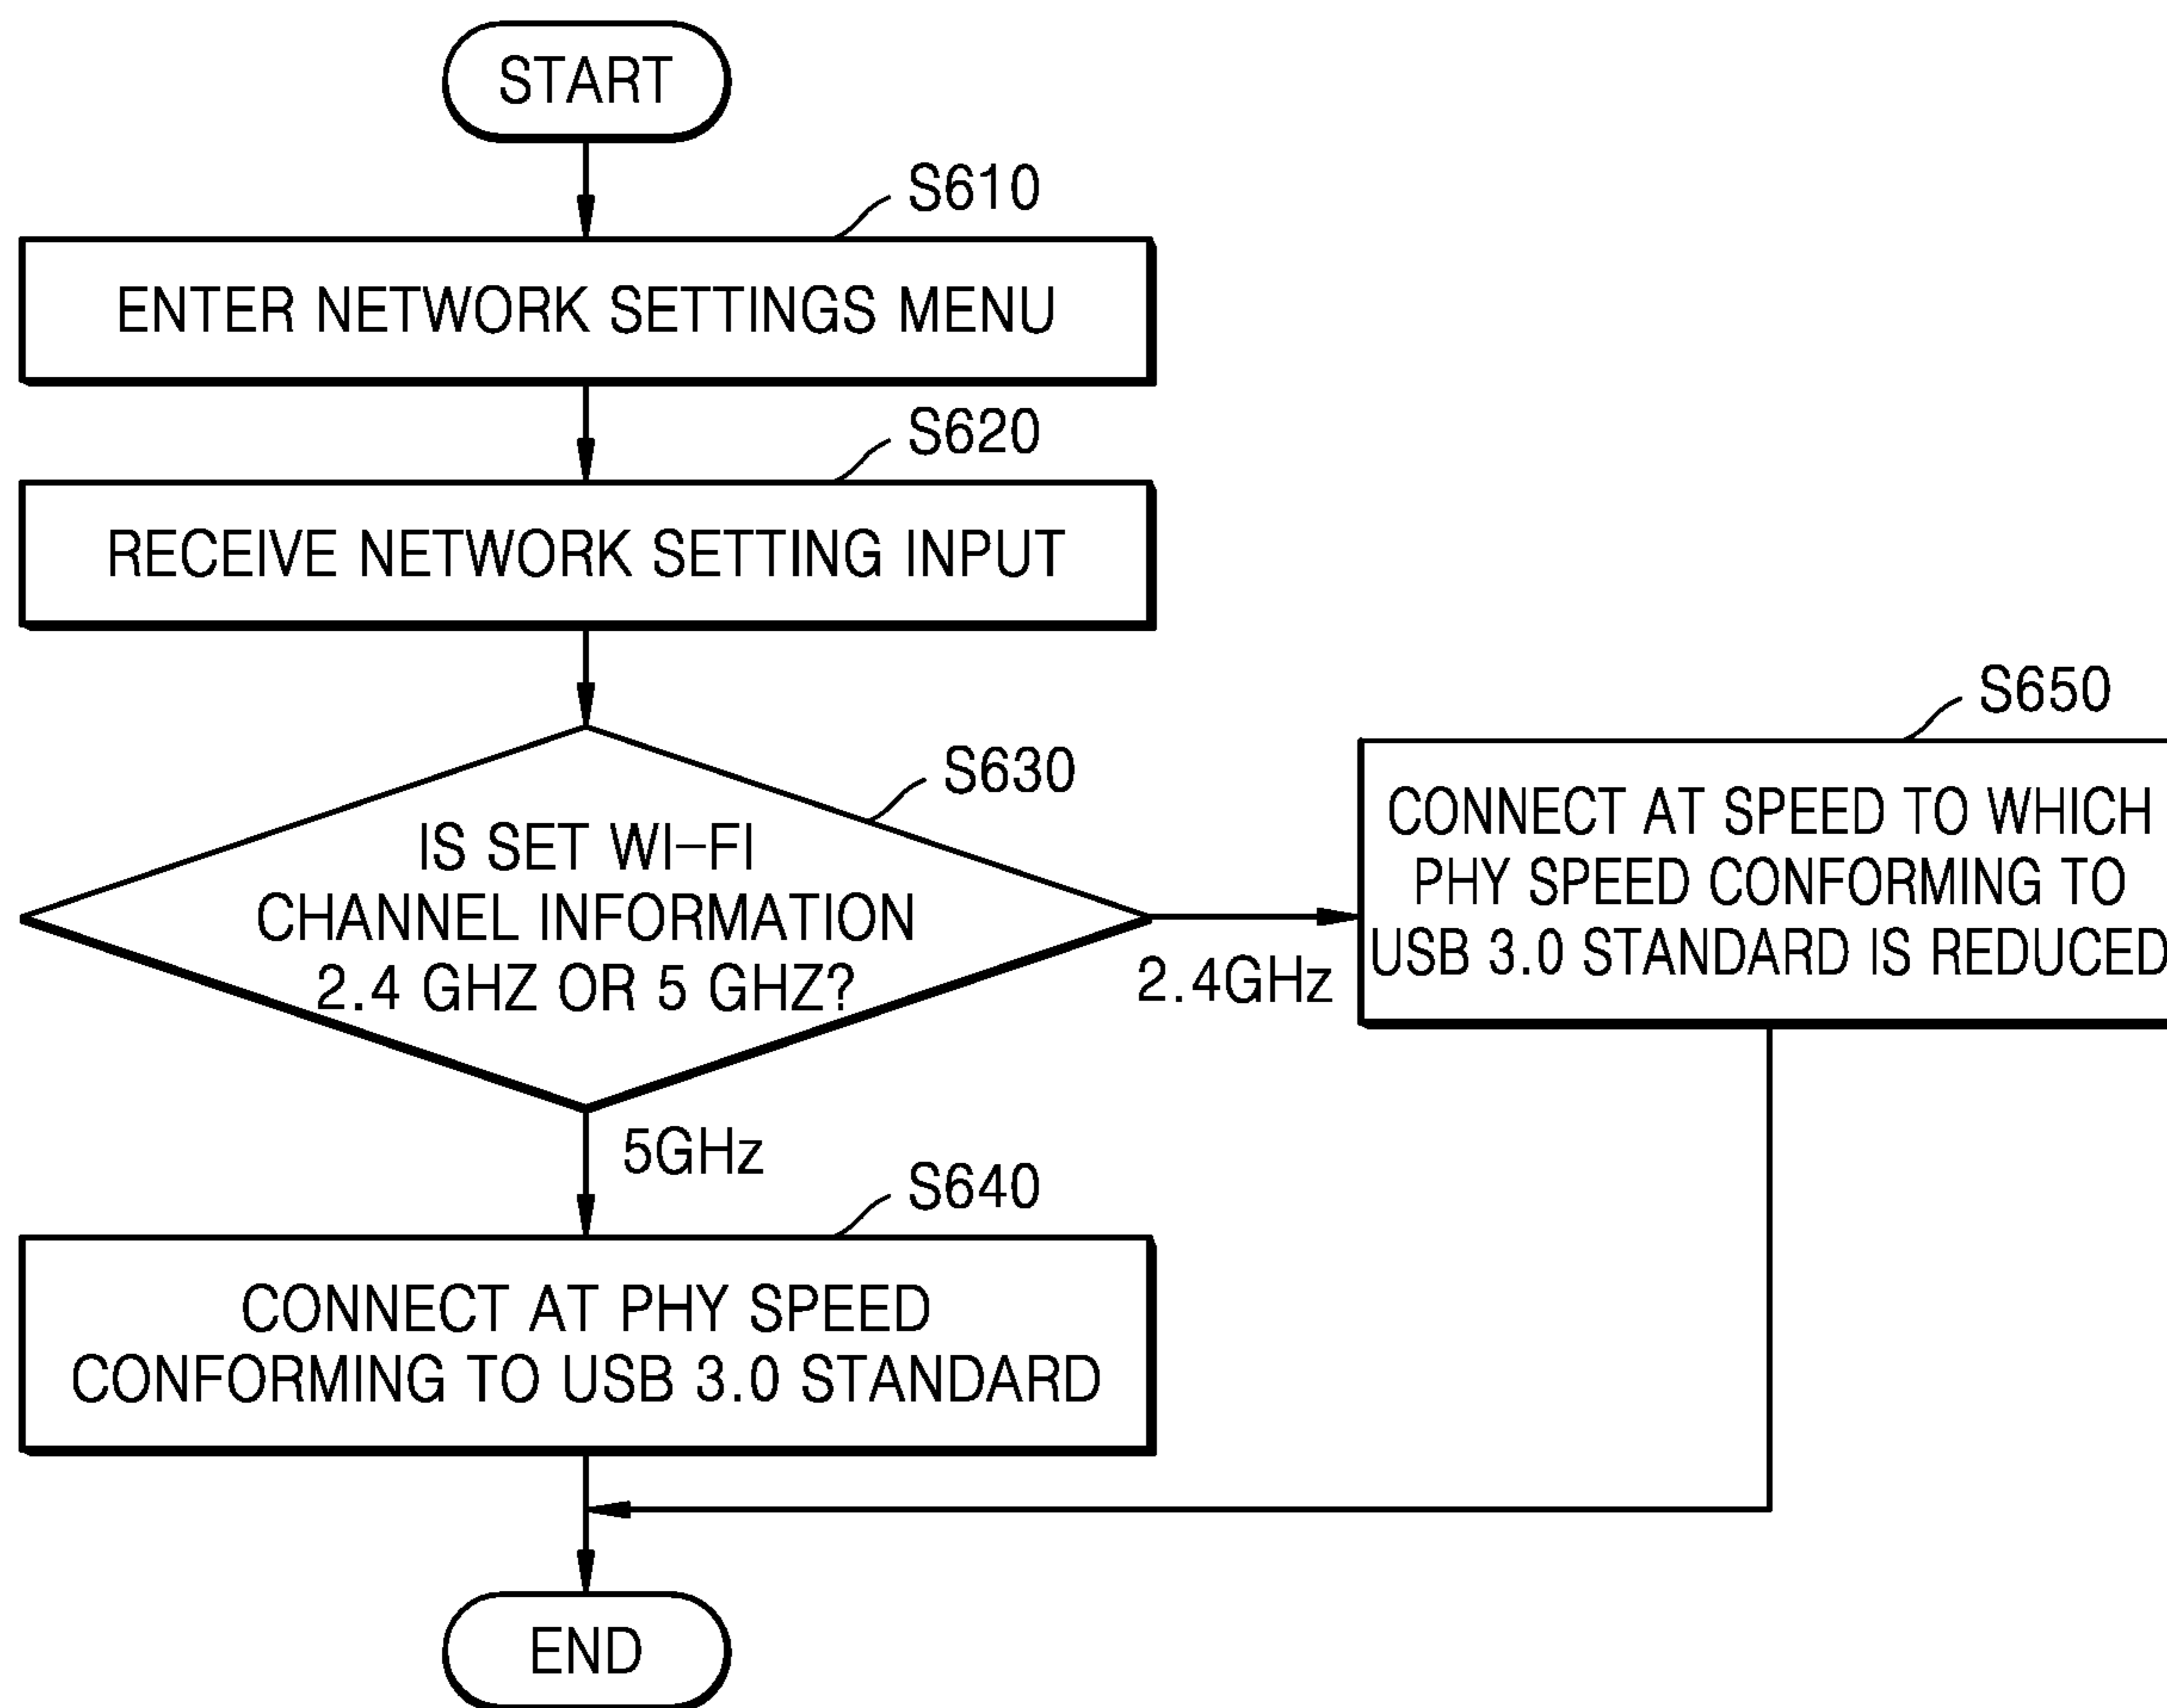 START
S610
ENTER NETWORK SETTINGS MENU
S620
RECEIVE NETWORK SETTING INPUT
S630
IS SET WI-FI
CHANNEL INFORMATION
2.4 GHZ OR 5 GHZ?
2.4GHz
S650
CONNECT AT SPEED TO WHICH
PHY SPEED CONFORMING TO
USB 3.0 STANDARD IS REDUCED
5GHz
S640
CONNECT AT PHY SPEED
CONFORMING TO USB 3.0 STANDARD
END